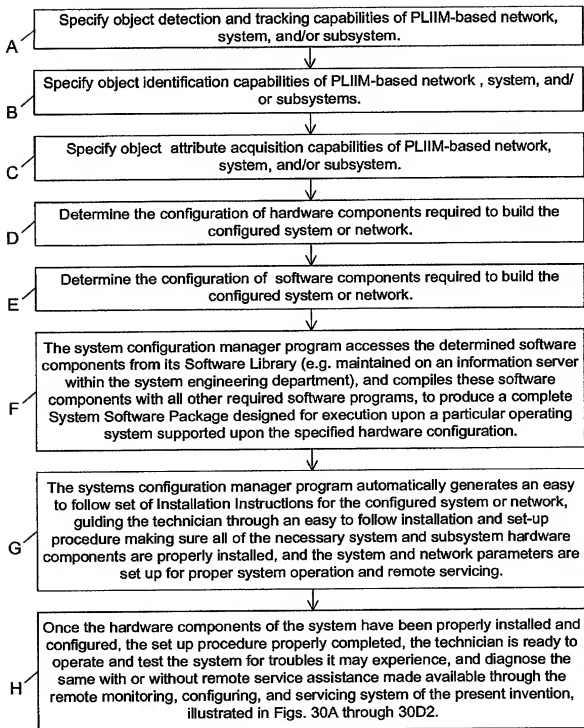 A
Specify object detection and tracking capabilities of PLIIM-based network,
system, and/or subsystem.
B
Specify object identification capabilities of PLIIM-based network , system, and/
or subsystems.
C
Specify object attribute acquisition capabilities of PLIIM-based network,
system, and/or subsystem.
D
Determine the configuration of hardware components required to build the
configured system or network.
E
Determine the configuration of software components required to build the
configured system or network.
F
The system configuration manager program accesses the determined software
components from its Software Library (e.g. maintained on an information server
within the system engineering department), and compiles these software
components with all other required software programs, to produce a complete
System Software Package designed for execution upon a particular operating
system supported upon the specified hardware configuration.
G
The systems configuration manager program automatically generates an easy
to follow set of Installation Instructions for the configured system or network,
guiding the technician through an easy to follow installation and set-up
procedure making sure all of the necessary system and subsystem hardware
components are properly installed, and the system and network parameters are
set up for proper system operation and remote servicing.
H
Once the hardware components of the system have been properly installed and
configured, the set up procedure properly completed, the technician is ready to
operate and test the system for troubles it may experience, and diagnose the
same with or without remote service assistance made available through the
remote monitoring, configuring, and servicing system of the present invention,
illustrated in Figs. 30A through 30D2.